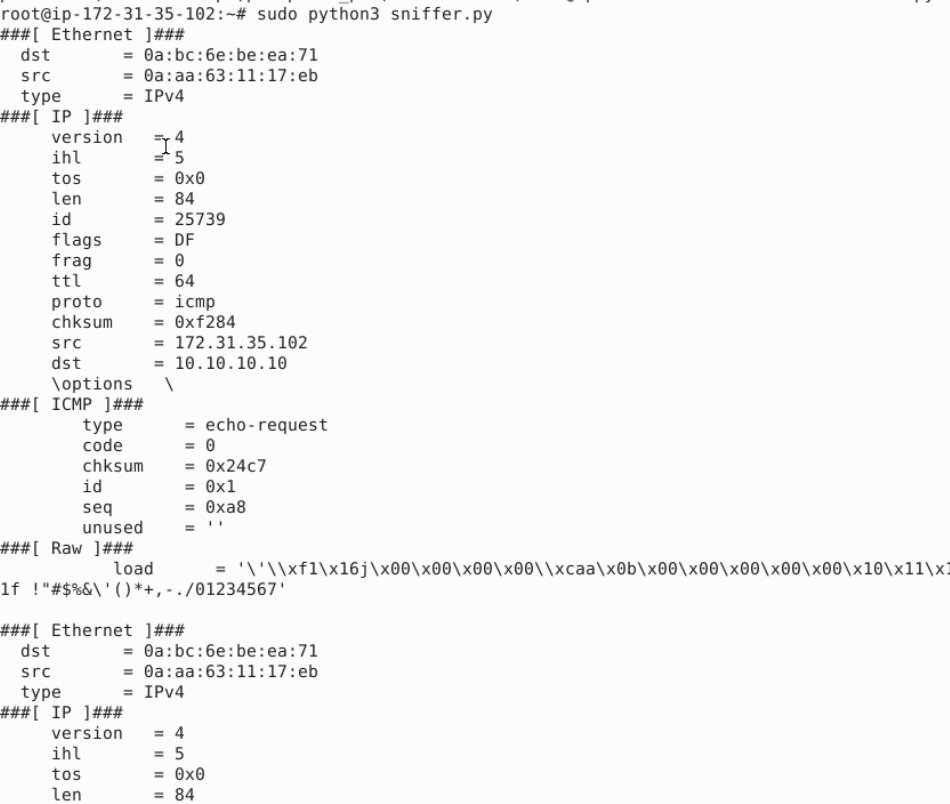 root@ip-172-31-35-102:~# sudo python3 sniffer.py
###[ Ethernet ]###
  dst       = 0a:bc:6e:be:ea:71
  src       = 0a:aa:63:11:17:eb
  type      = IPv4
###[ IP ]###
     version   = 4
     ihl       = 5
     tos       = 0x0
     len       = 84
     id        = 25739
     flags     = DF
     frag      = 0
     ttl       = 64
     proto     = icmp
     chksum    = 0xf284
     src       = 172.31.35.102
     dst       = 10.10.10.10
     \options   \
###[ ICMP ]###
        type      = echo-request
        code      = 0
        chksum    = 0x24c7
        id        = 0x1
        seq       = 0xa8
        unused    = ''
###[ Raw ]###
           load      = '\'\\xf1\x16j\x00\x00\x00\x00\\xcaa\x0b\x00\x00\x00\x00\x00\x10\x11\x1
1f !"#$%&\'()*+,-./01234567'

###[ Ethernet ]###
  dst       = 0a:bc:6e:be:ea:71
  src       = 0a:aa:63:11:17:eb
  type      = IPv4
###[ IP ]###
     version   = 4
     ihl       = 5
     tos       = 0x0
     len       = 84